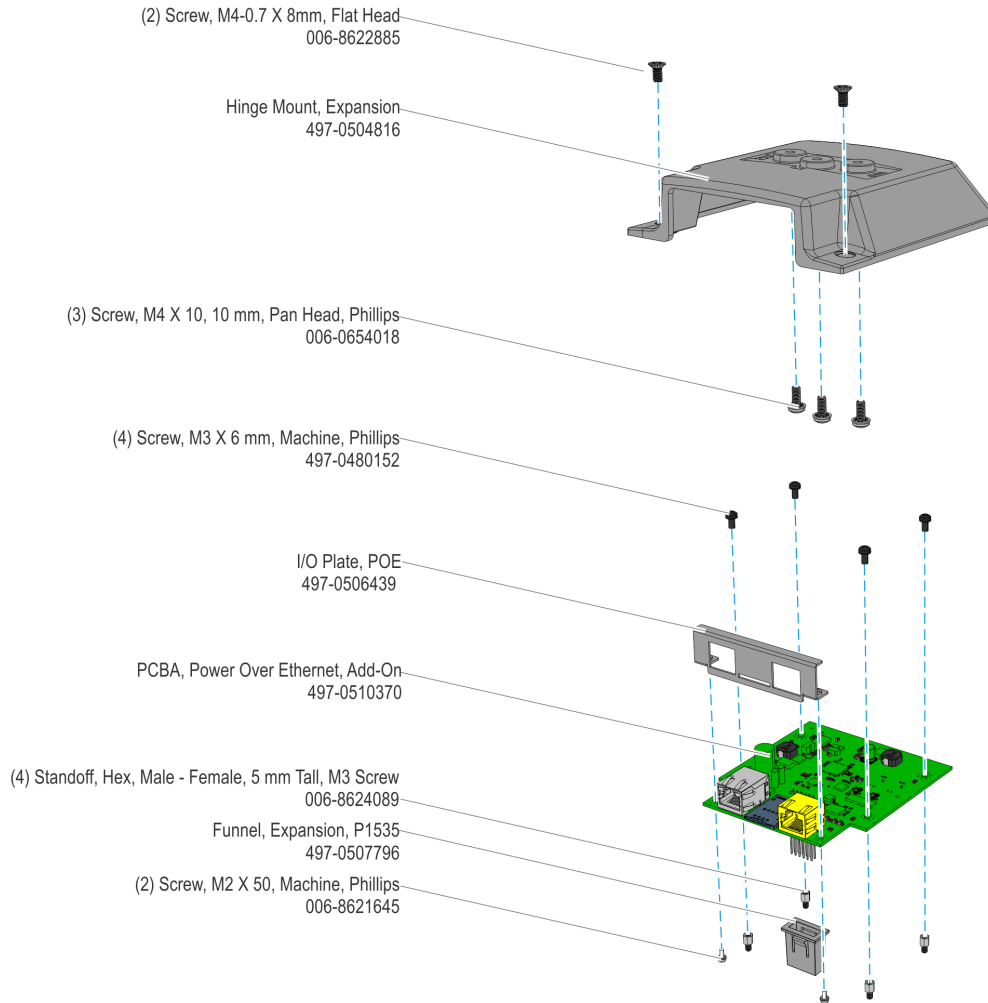 (2) Screw, M4-0.7 X 8mm, Flat Head
006-8622885
Hinge Mount, Expansion
497-0504816
(3) Screw, M4 X 10, 10 mm, Pan Head, Phillips
006-0654018
(4) Screw, M3 X 6 mm, Machine, Phillips
497-0480152
I/O Plate, POE
497-0506439
PCBA, Power Over Ethernet, Add-On
497-0510370
(4) Standoff, Hex, Male - Female, 5 mm Tall, M3 Screw
006-8624089
Funnel, Expansion, P1535
497-0507796
(2) Screw, M2 X 50, Machine, Phillips
006-8621645